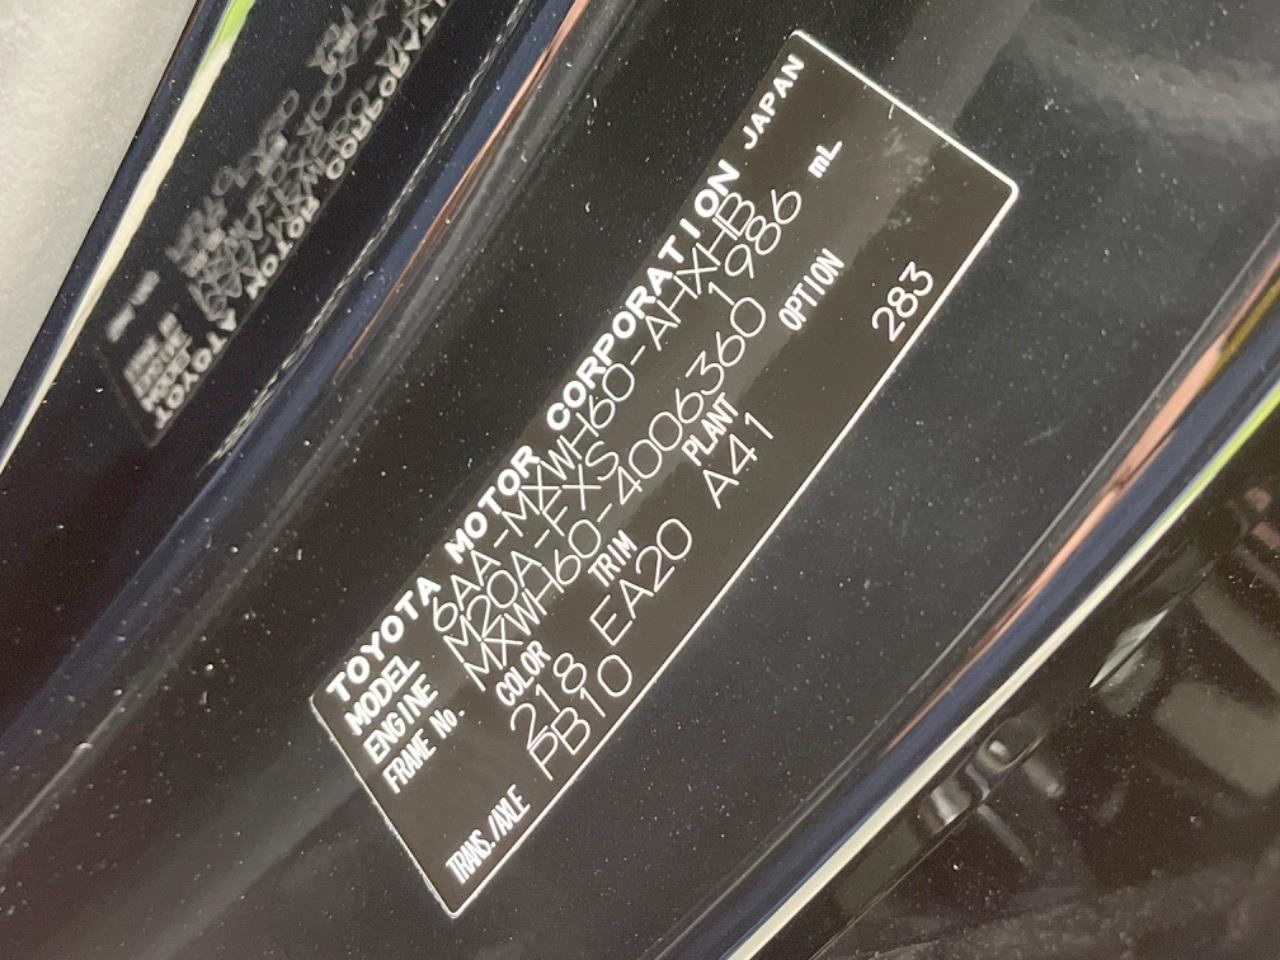 TOYOTA MOTOR CORPORATION JAPAN
MODEL 6AA-MXWH60-AHXHB
ENGINE M20A-FXS 1986 mL
FRAME No. MXWH60-4006360
COLOR TRIM PLANT OPTION
218 EA20 A41 283
TRANS./AXLE PB10